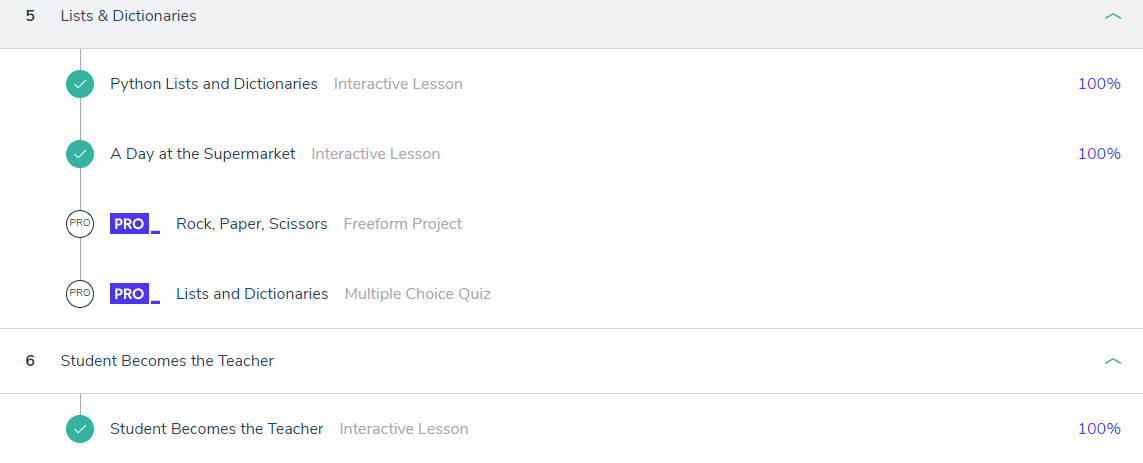 5 Lists & Dictionaries
Python Lists and Dictionaries Interactive Lesson 100%
A Day at the Supermarket Interactive Lesson 100%
PRO PRO_ Rock, Paper, Scissors Freeform Project
PRO PRO_ Lists and Dictionaries Multiple Choice Quiz
6 Student Becomes the Teacher
Student Becomes the Teacher Interactive Lesson 100%